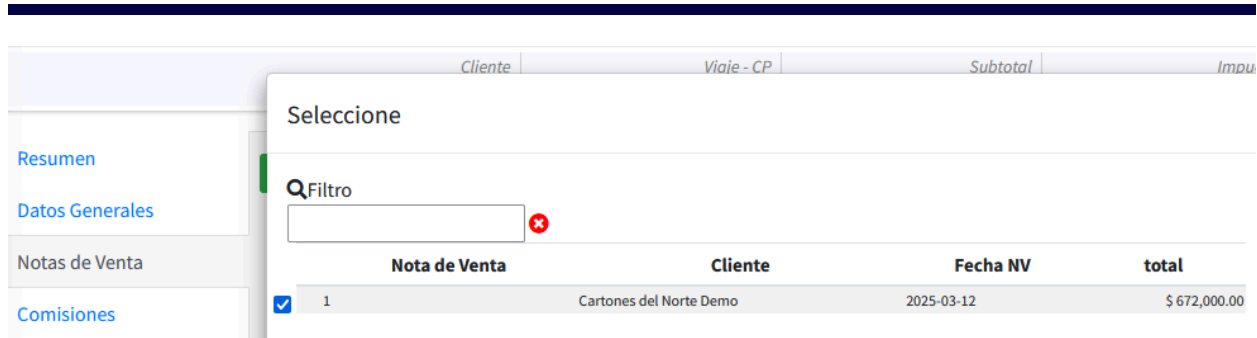 Cliente Viaje - CP Subtotal
Seleccione
Resumen
Filtro
Datos Generales
Notas de Venta
Nota de Venta Cliente Fecha NV total
1 Cartones del Norte Demo 2025-03-12 $ 672,000.00
Comisiones